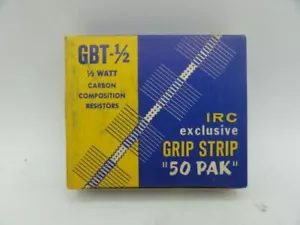 GBT-½
½ WATT
CARBON
COMPOSITION
RESISTORS
IRC
exclusive
GRIP STRIP
"50 PAK"